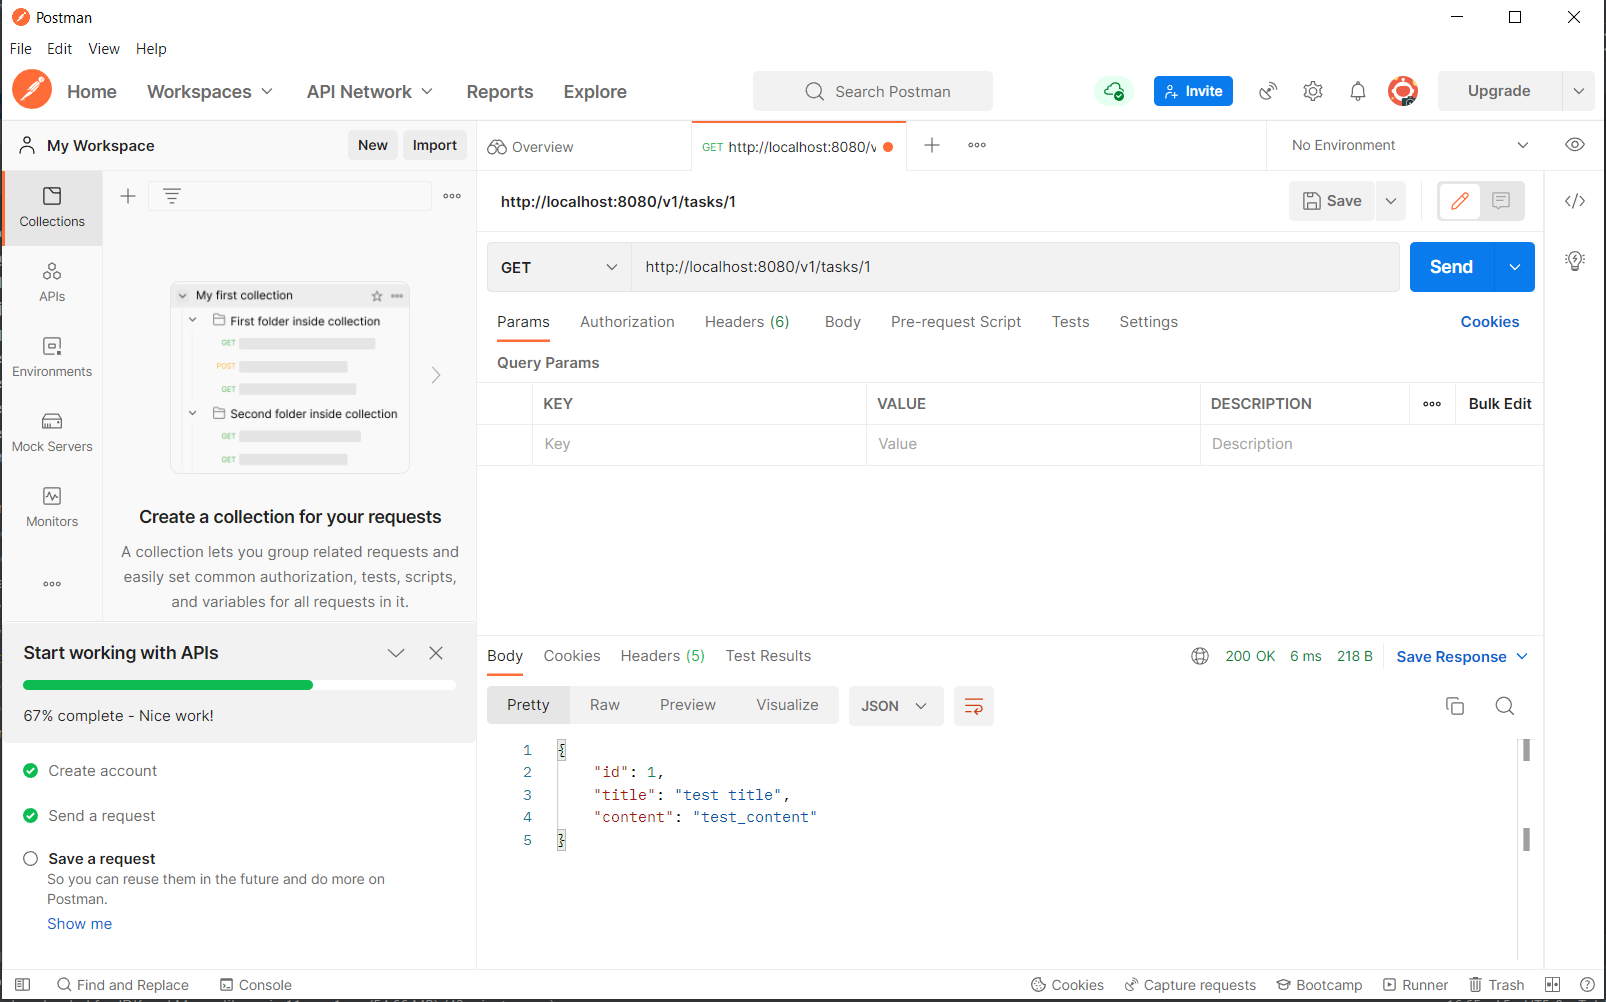 Postman
File Edit View Help
Home Workspaces API Network Reports Explore Search Postman Invite Upgrade
My Workspace New Import Overview GET http://localhost:8080/v No Environment
Collections
APIs
Environments
Mock Servers
Monitors
My first collection
First folder inside collection
GET
POST
GET
Second folder inside collection
GET
GET
Create a collection for your requests
A collection lets you group related requests and
easily set common authorization, tests, scripts,
and variables for all requests in it.
Start working with APIs
67% complete - Nice work!
Create account
Send a request
Save a request
So you can reuse them in the future and do more on
Postman.
Show me
http://localhost:8080/v1/tasks/1 Save
GET http://localhost:8080/v1/tasks/1 Send
Params Authorization Headers (6) Body Pre-request Script Tests Settings Cookies
Query Params
KEY VALUE DESCRIPTION Bulk Edit
Key Value Description
Body Cookies Headers (5) Test Results 200 OK 6 ms 218 B Save Response
Pretty Raw Preview Visualize JSON
1 {
2 "id": 1,
3 "title": "test title",
4 "content": "test_content"
5 }
Find and Replace Console Cookies Capture requests Bootcamp Runner Trash